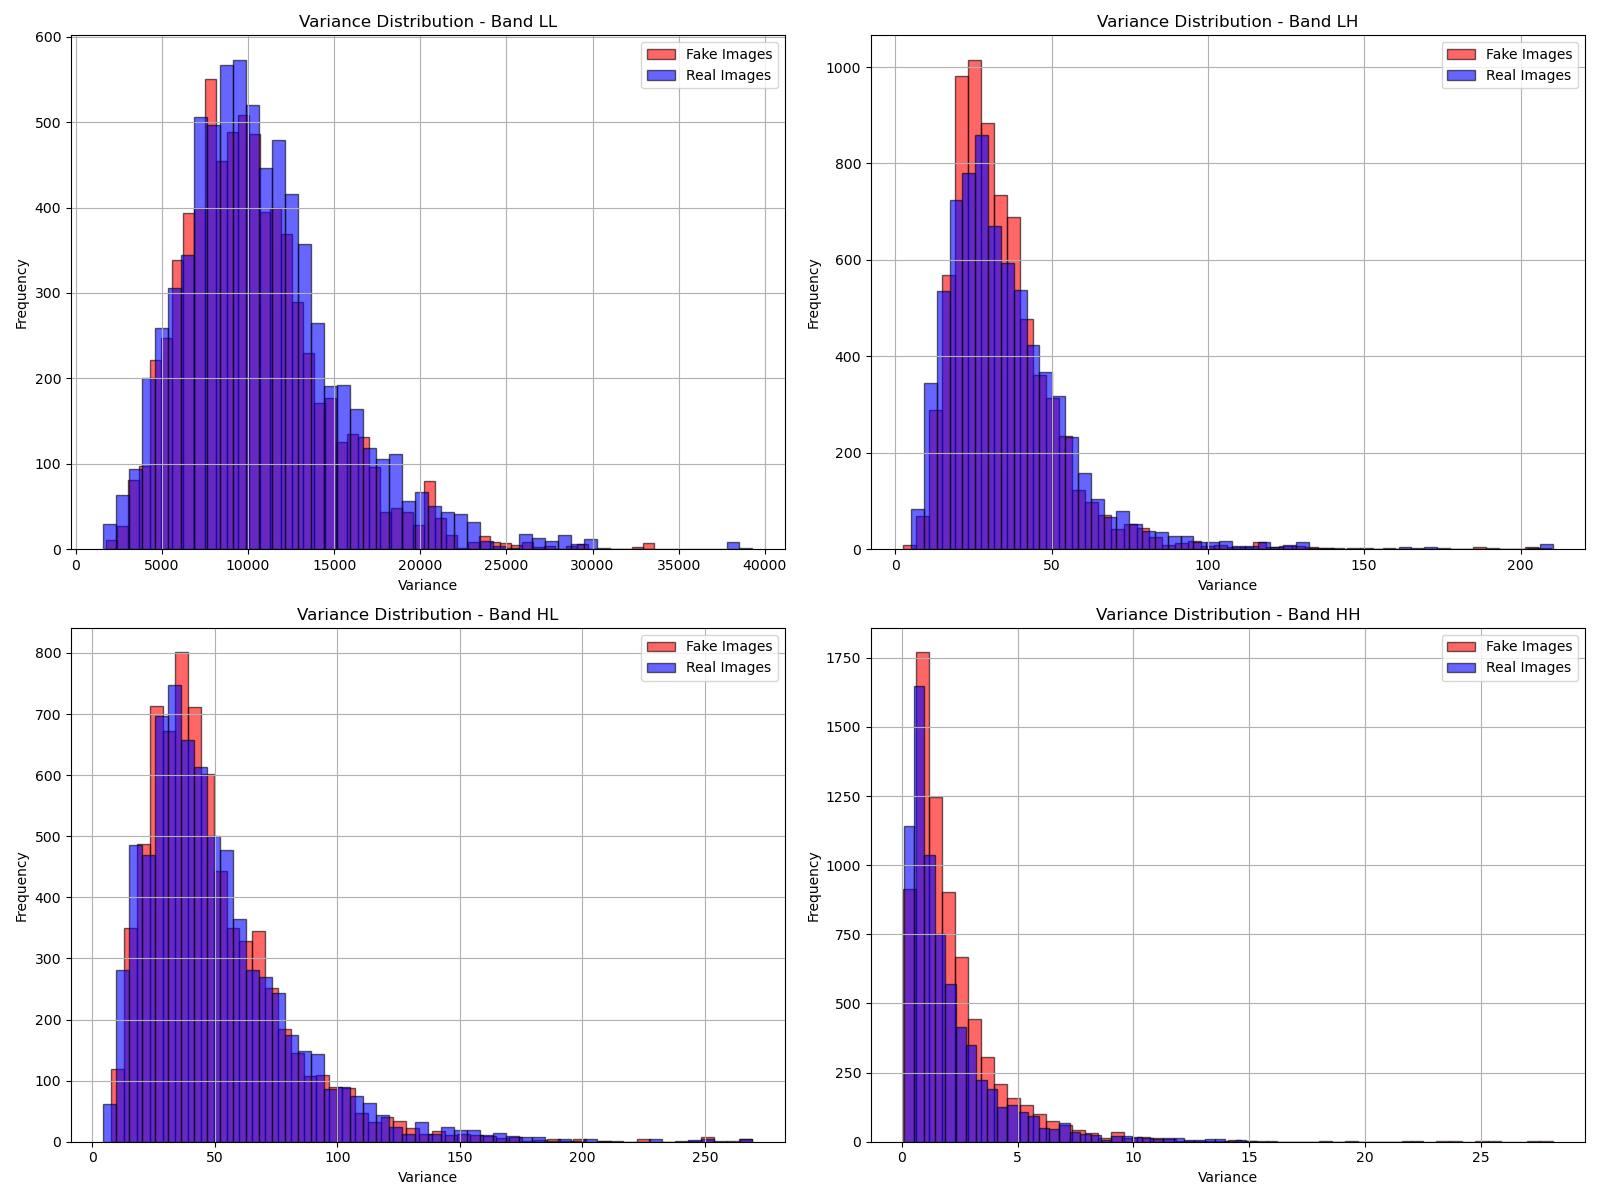 Variance Distribution - Band LL
Frequency
600
500
400
300
200
100
0
Fake Images
Real Images
0 5000 10000 15000 20000 25000 30000 35000 40000
Variance
Variance Distribution - Band LH
Frequency
1000
800
600
400
200
0
Fake Images
Real Images
0 50 100 150 200
Variance
Variance Distribution - Band HL
Frequency
800
700
600
500
400
300
200
100
0
Fake Images
Real Images
0 50 100 150 200 250
Variance
Variance Distribution - Band HH
Frequency
1750
1500
1250
1000
750
500
250
0
Fake Images
Real Images
0 5 10 15 20 25
Variance